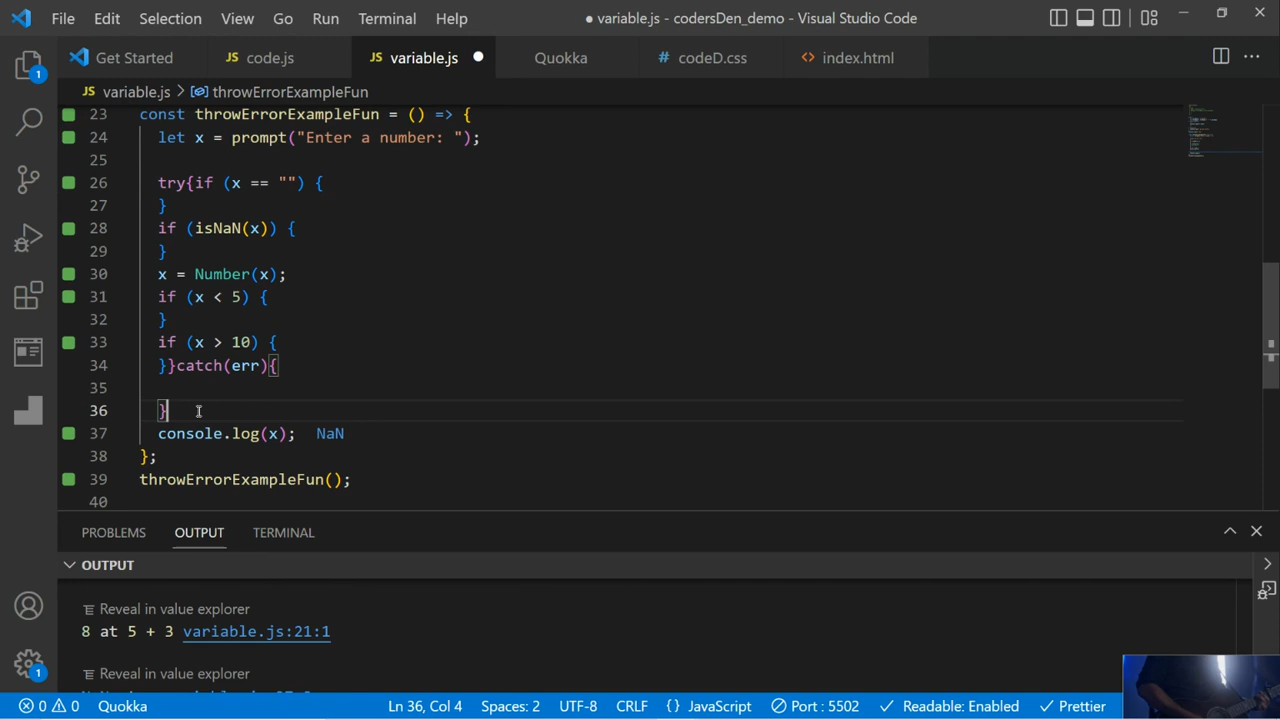 File Edit Selection View Go Run Terminal Help ● variable.js - codersDen_demo - Visual Studio Code
Get Started JS code.js JS variable.js ● Quokka # codeD.css <> index.html
JS variable.js > throwErrorExampleFun
23 const throwErrorExampleFun = () => {
24 let x = prompt("Enter a number: ");
25
26 try{if (x == "") {
27 }
28 if (isNaN(x)) {
29 }
30 x = Number(x);
31 if (x < 5) {
32 }
33 if (x > 10) {
34 }}catch(err){
35
36 }
37 console.log(x); NaN
38 };
39 throwErrorExampleFun();
40
PROBLEMS OUTPUT TERMINAL
OUTPUT
Reveal in value explorer
8 at 5 + 3 variable.js:21:1
Reveal in value explorer
0 0 Quokka Ln 36, Col 4 Spaces: 2 UTF-8 CRLF {} JavaScript Port : 5502 Readable: Enabled Prettier
1
1